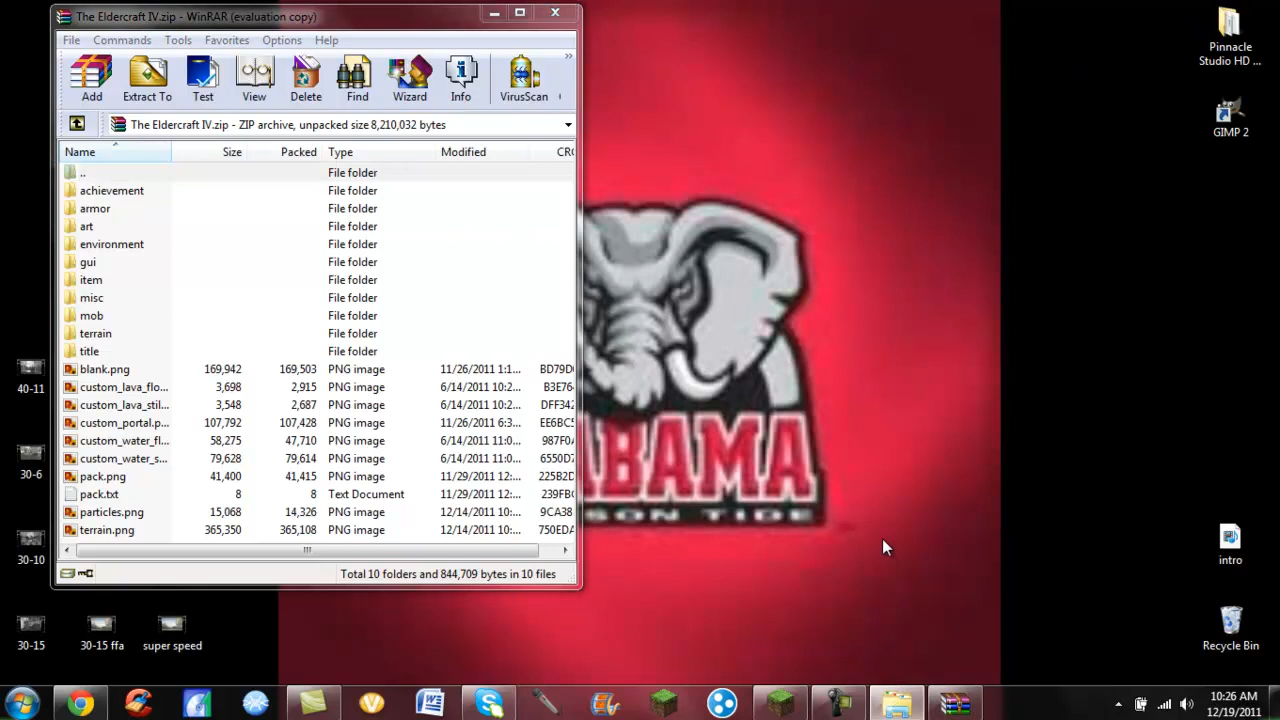 The Eldercraft IV.zip - WinRAR (evaluation copy)
File Commands Tools Favorites Options Help
Add Extract To Test View Delete Find Wizard Info VirusScan
The Eldercraft IV.zip - ZIP archive, unpacked size 8,210,032 bytes
Name Size Packed Type Modified CRC
.. File folder
achievement File folder
armor File folder
art File folder
environment File folder
gui File folder
item File folder
misc File folder
mob File folder
terrain File folder
title File folder
blank.png 169,942 169,503 PNG image 11/26/2011 1:1... BD79D
custom_lava_flo... 3,698 2,915 PNG image 6/14/2011 10:2... B3E76
custom_lava_stil... 3,548 2,687 PNG image 6/14/2011 10:2... DFF342
custom_portal.p... 107,792 107,428 PNG image 11/26/2011 6:3... EE6BC5
custom_water_fl... 58,275 47,710 PNG image 6/14/2011 11:0... 987F0
custom_water_s... 79,628 79,614 PNG image 6/14/2011 11:0... 6550D7
pack.png 41,400 41,415 PNG image 11/29/2011 12:... 225B2D
pack.txt 8 8 Text Document 11/29/2011 12:... 239FB
particles.png 15,068 14,326 PNG image 12/14/2011 10:... 9CA38
terrain.png 365,350 365,108 PNG image 12/14/2011 10:... 750EDA
Total 10 folders and 844,709 bytes in 10 files
ABAMA
SON TIDE
Pinnacle
Studio HD ...
GIMP 2
intro
Recycle Bin
40-11
30-6
30-10
30-15 30-15 ffa super speed
10:26 AM
12/19/2011